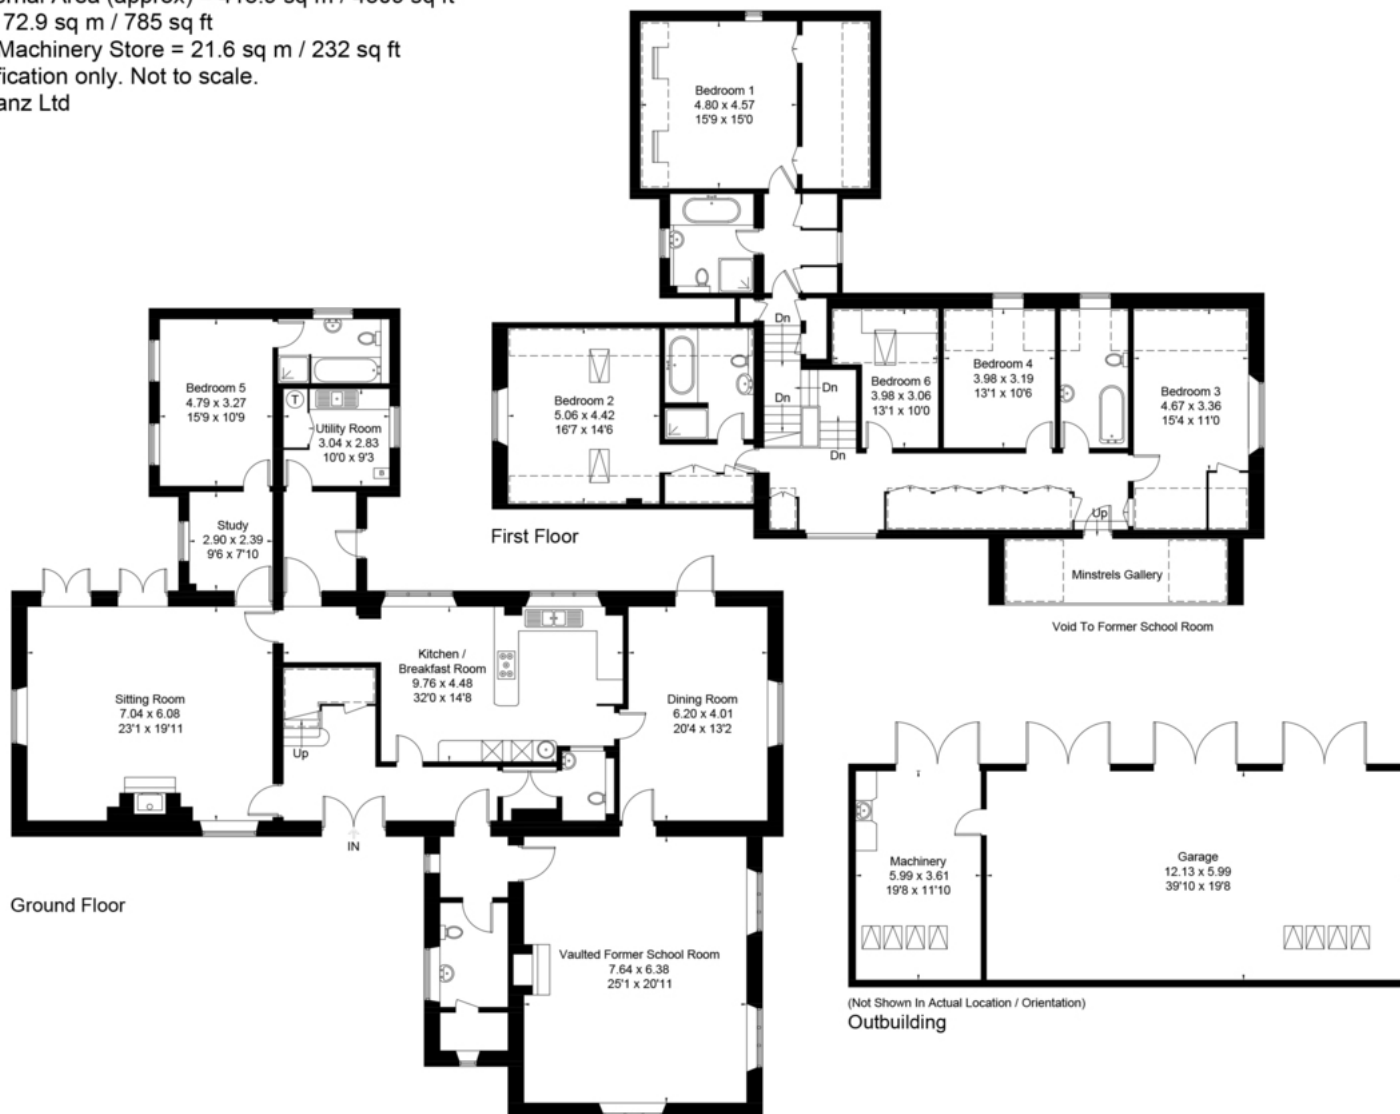 72.9 sq m / 785 sq ft
Machinery Store = 21.6 sq m / 232 sq ft
only. Not to scale.
Ltd
Bedroom 1
4.80 x 4.57
15'9 x 15'0
Dn
Dn
Dn
Dn
Bedroom 2
5.06 x 4.42
16'7 x 14'6
Bedroom 6
3.98 x 3.06
13'1 x 10'0
Bedroom 4
3.98 x 3.19
13'1 x 10'6
Bedroom 3
4.67 x 3.36
15'4 x 11'0
Up
First Floor
Minstrels Gallery
Void To Former School Room
Bedroom 5
4.79 x 3.27
15'9 x 10'9
T
Utility Room
3.04 x 2.83
10'0 x 9'3
B
Study
2.90 x 2.39
9'6 x 7'10
Kitchen /
Breakfast Room
9.76 x 4.48
32'0 x 14'8
Sitting Room
7.04 x 6.08
23'1 x 19'11
Dining Room
6.20 x 4.01
20'4 x 13'2
Up
IN
Ground Floor
Vaulted Former School Room
7.64 x 6.38
25'1 x 20'11
Machinery
5.99 x 3.61
19'8 x 11'10
Garage
12.13 x 5.99
39'10 x 19'8
(Not Shown In Actual Location / Orientation)
Outbuilding